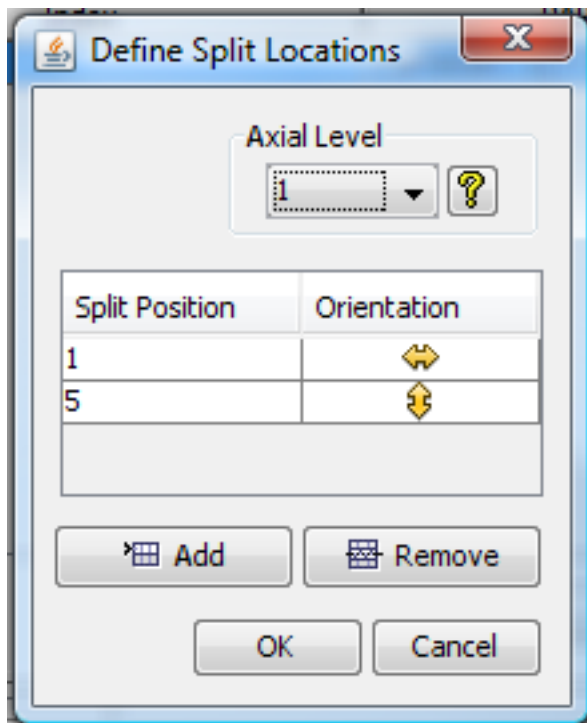 Define Split Locations
Axial Level
1
Split Position Orientation
1
5
Add Remove
OK Cancel